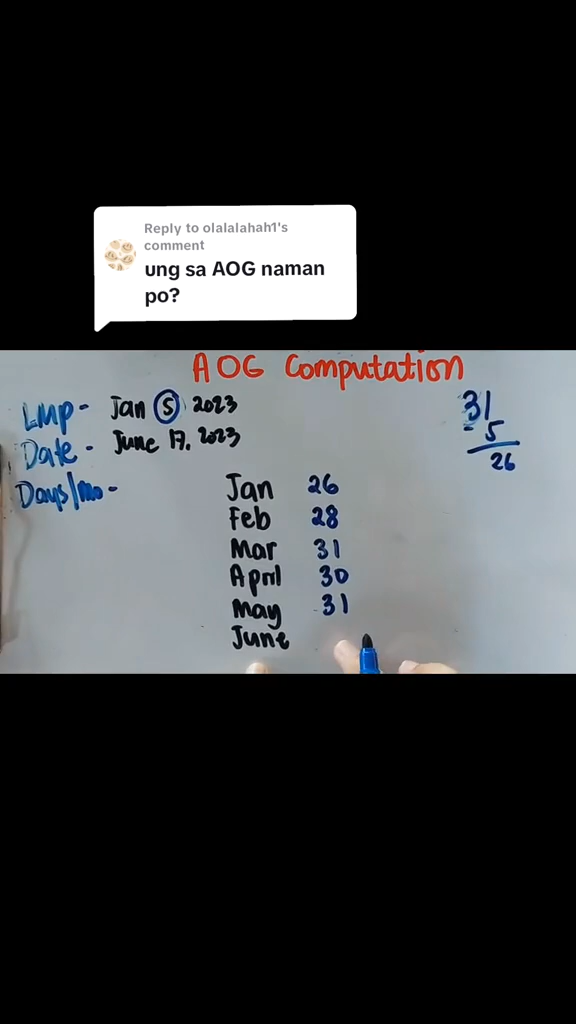 Reply to olalalahah1's
comment
ung sa AOG naman
po?
AOG Computation
LMP- Jan 5 2023
Date - June 17, 2023
Days/mo -
31
- 5
26
Jan 26
Feb 28
Mar 31
April 30
May 31
June